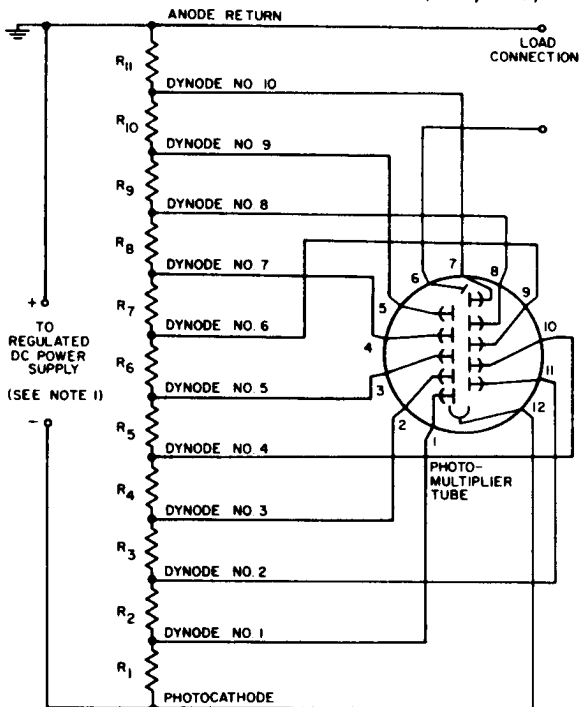 ANODE RETURN
LOAD
CONNECTION
R11
DYNODE NO 10
R10
DYNODE NO. 9
R9
DYNODE NO. 8
R8
DYNODE NO. 7
R7
DYNODE NO. 6
R6
DYNODE NO. 5
R5
DYNODE NO. 4
R4
DYNODE NO. 3
R3
DYNODE NO. 2
R2
DYNODE NO. 1
R1
PHOTOCATHODE
+
TO
REGULATED
DC POWER
SUPPLY
(SEE NOTE 1)
-
1
2
3
4
5
6
7
8
9
10
11
12
PHOTO-
MULTIPLIER
TUBE